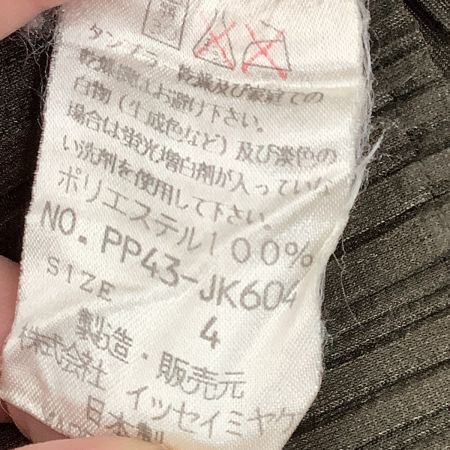 タンブラー乾燥及び家庭での
乾燥機はお避け下さい。
白物(生成色など)及び淡色の
場合は蛍光増白剤が入っていな
い洗剤を使用して下さい。
ポリエステル100%
NO. PP43-JK604
SIZE 4
製造・販売元
株式会社 イッセイミヤケ
日本製